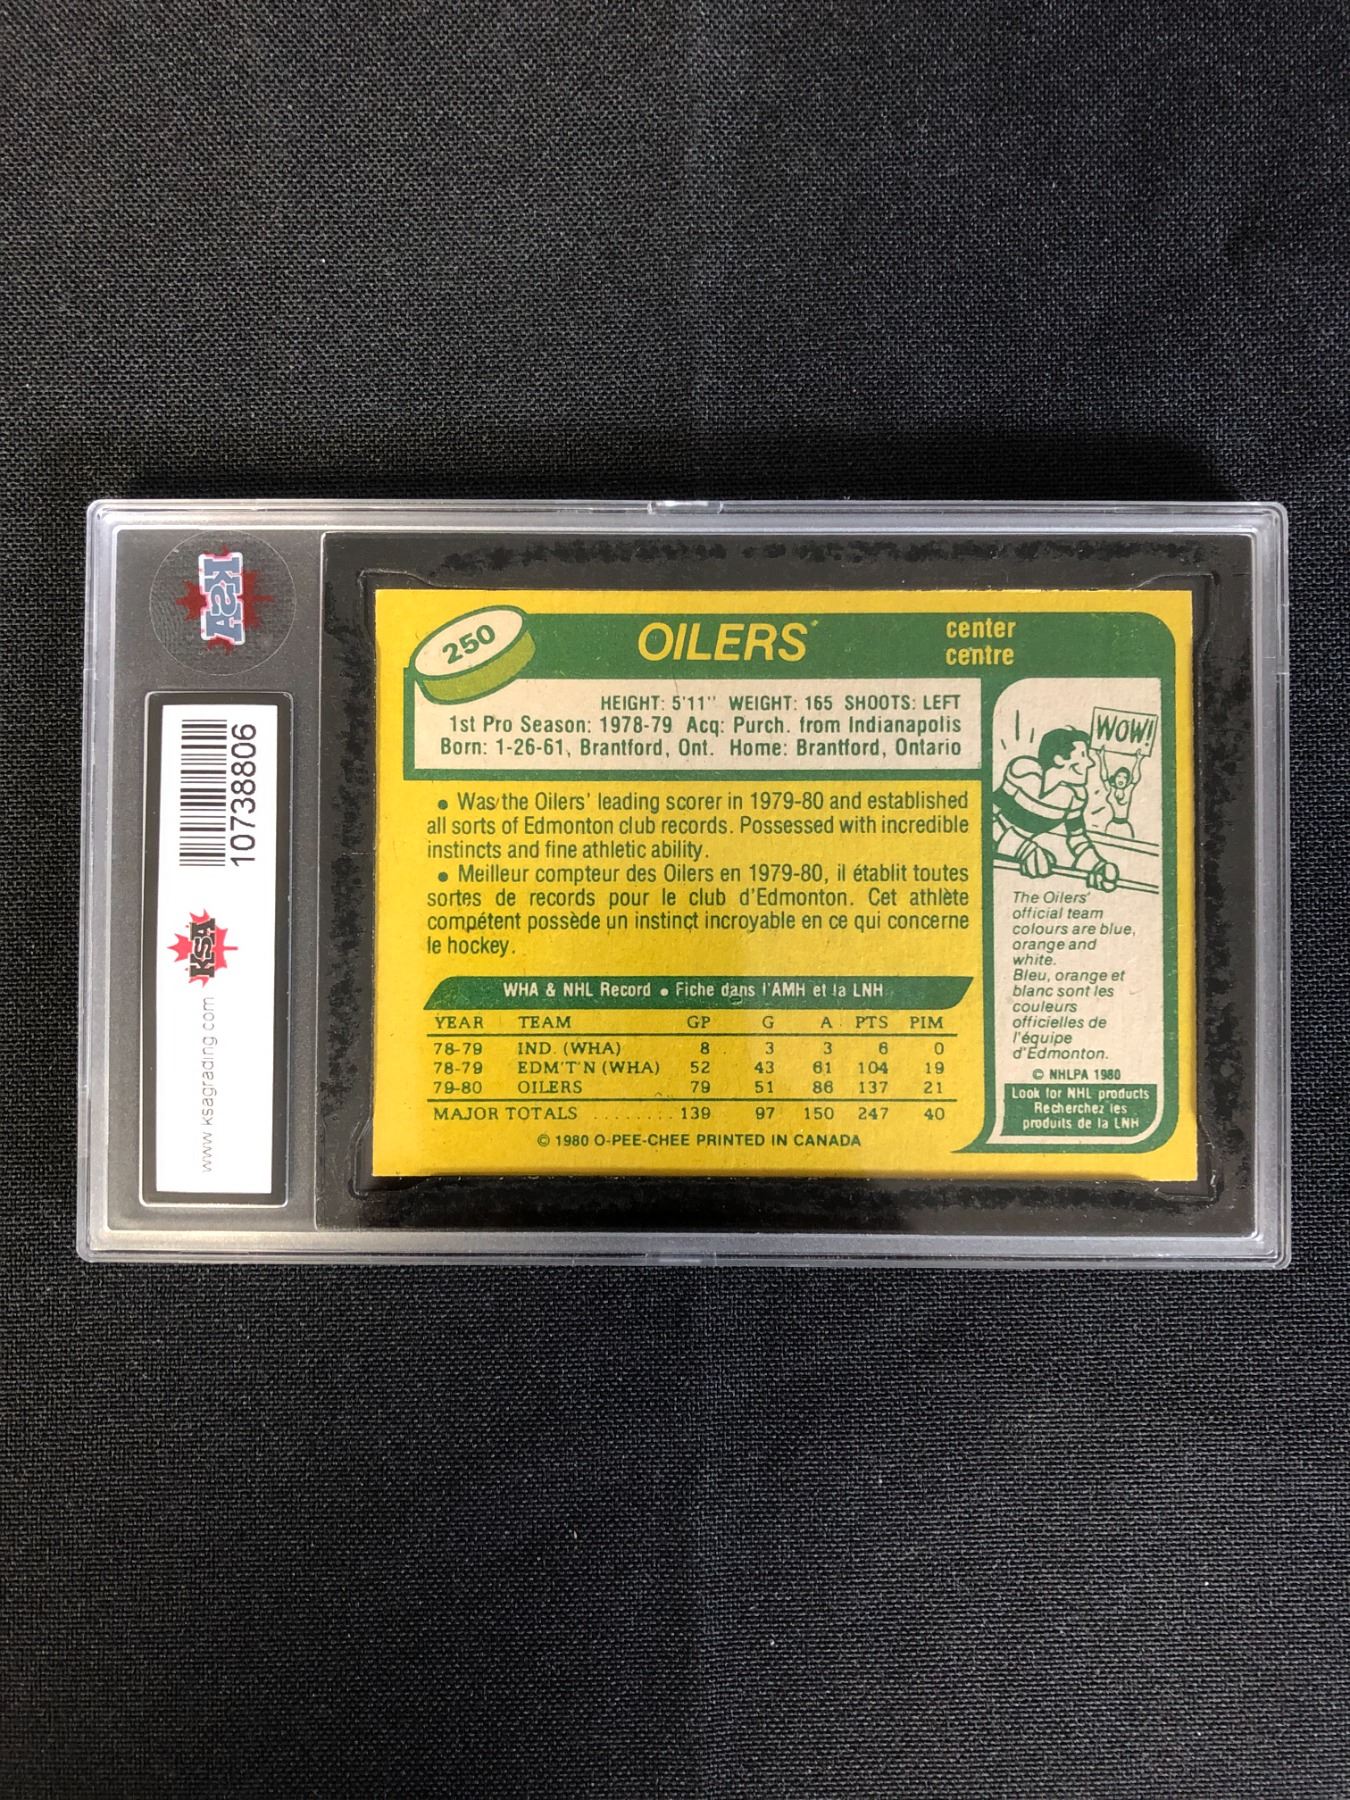 KSA
10738806
KSA
www.ksagrading.com
250
OILERS
center
centre
HEIGHT: 5'11" WEIGHT: 165 SHOOTS: LEFT
1st Pro Season: 1978-79 Acq: Purch. from Indianapolis
Born: 1-26-61, Brantford, Ont. Home: Brantford, Ontario
• Was the Oilers' leading scorer in 1979-80 and established
all sorts of Edmonton club records. Possessed with incredible
instincts and fine athletic ability.
• Meilleur compteur des Oilers en 1979-80, il établit toutes
sortes de records pour le club d'Edmonton. Cet athlète
compétent possède un instinct incroyable en ce qui concerne
le hockey.
WHA & NHL Record • Fiche dans l'AMH et la LNH
YEAR TEAM GP G A PTS PIM
78-79 IND. (WHA) 8 3 3 6 0
78-79 EDM'T'N (WHA) 52 43 61 104 19
79-80 OILERS 79 51 86 137 21
MAJOR TOTALS ........ 139 97 150 247 40
© 1980 O-PEE-CHEE PRINTED IN CANADA
WOW!
The Oilers'
official team
colours are blue,
orange and
white.
Bleu, orange et
blanc sont les
couleurs
officielles de
l'équipe
d'Edmonton.
© NHLPA 1980
Look for NHL products
Recherchez les
produits de la LNH